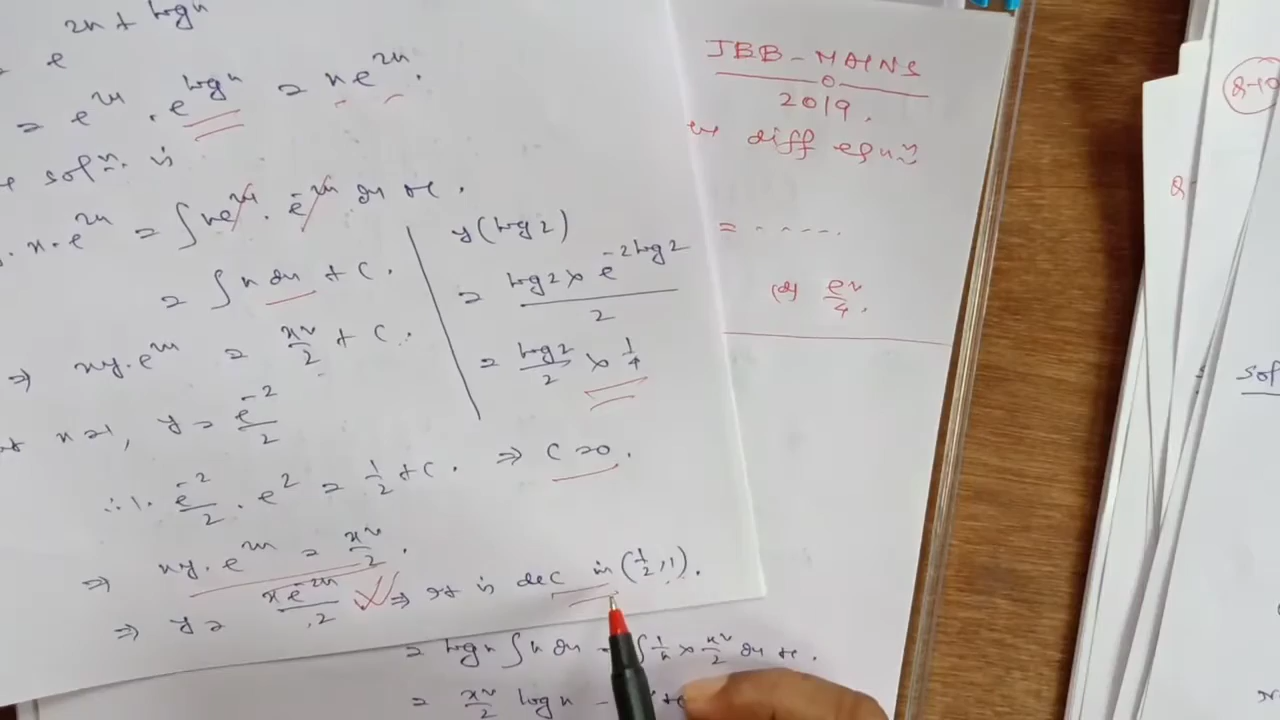 e^{2x + log x}
= e^{2x} . e^{log x} = x e^{2x}.
sol^n. is
y. x. e^{2x} = ∫ x e^{2x} . e^{-2x} dx + c.
= ∫ x dx + C.
⇒ xy. e^{2x} = x²/2 + C.
at x = 1, y = e^{-2}/2
∴ 1. e^{-2}/2 . e^2 = 1/2 + C. ⇒ C = 0.
⇒ xy. e^{2x} = x²/2.
⇒ y = x e^{-2x}/2 ⇒ It is dec in (1/2, 1).
y(log 2)
= log 2 × e^{-2 log 2}/2
= log 2/2 × 1/4
JEE - MAINS
2019.
diff eqn
= .....
(d) e²/4.
= log x ∫ x dx - ∫ 1/x × x²/2 dx + c.
= x²/2 log x -
Sol